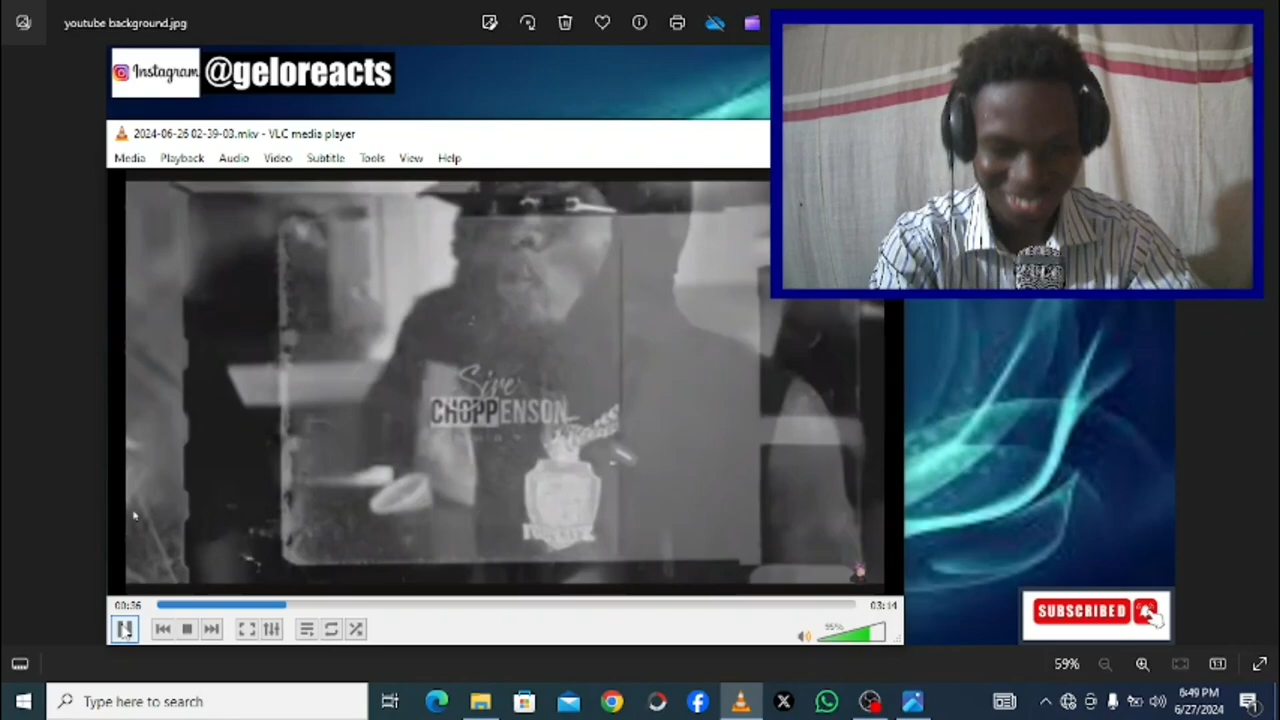 youtube background.jpg
Instagram @geloreacts
2024-06-26 02-39-03.mkv - VLC media player
Media Playback Audio Video Subtitle Tools View Help
Sire
CHOPPENSON
00:36
03:14
95%
SUBSCRIBED
59%
Type here to search
6:49 PM
6/27/2024